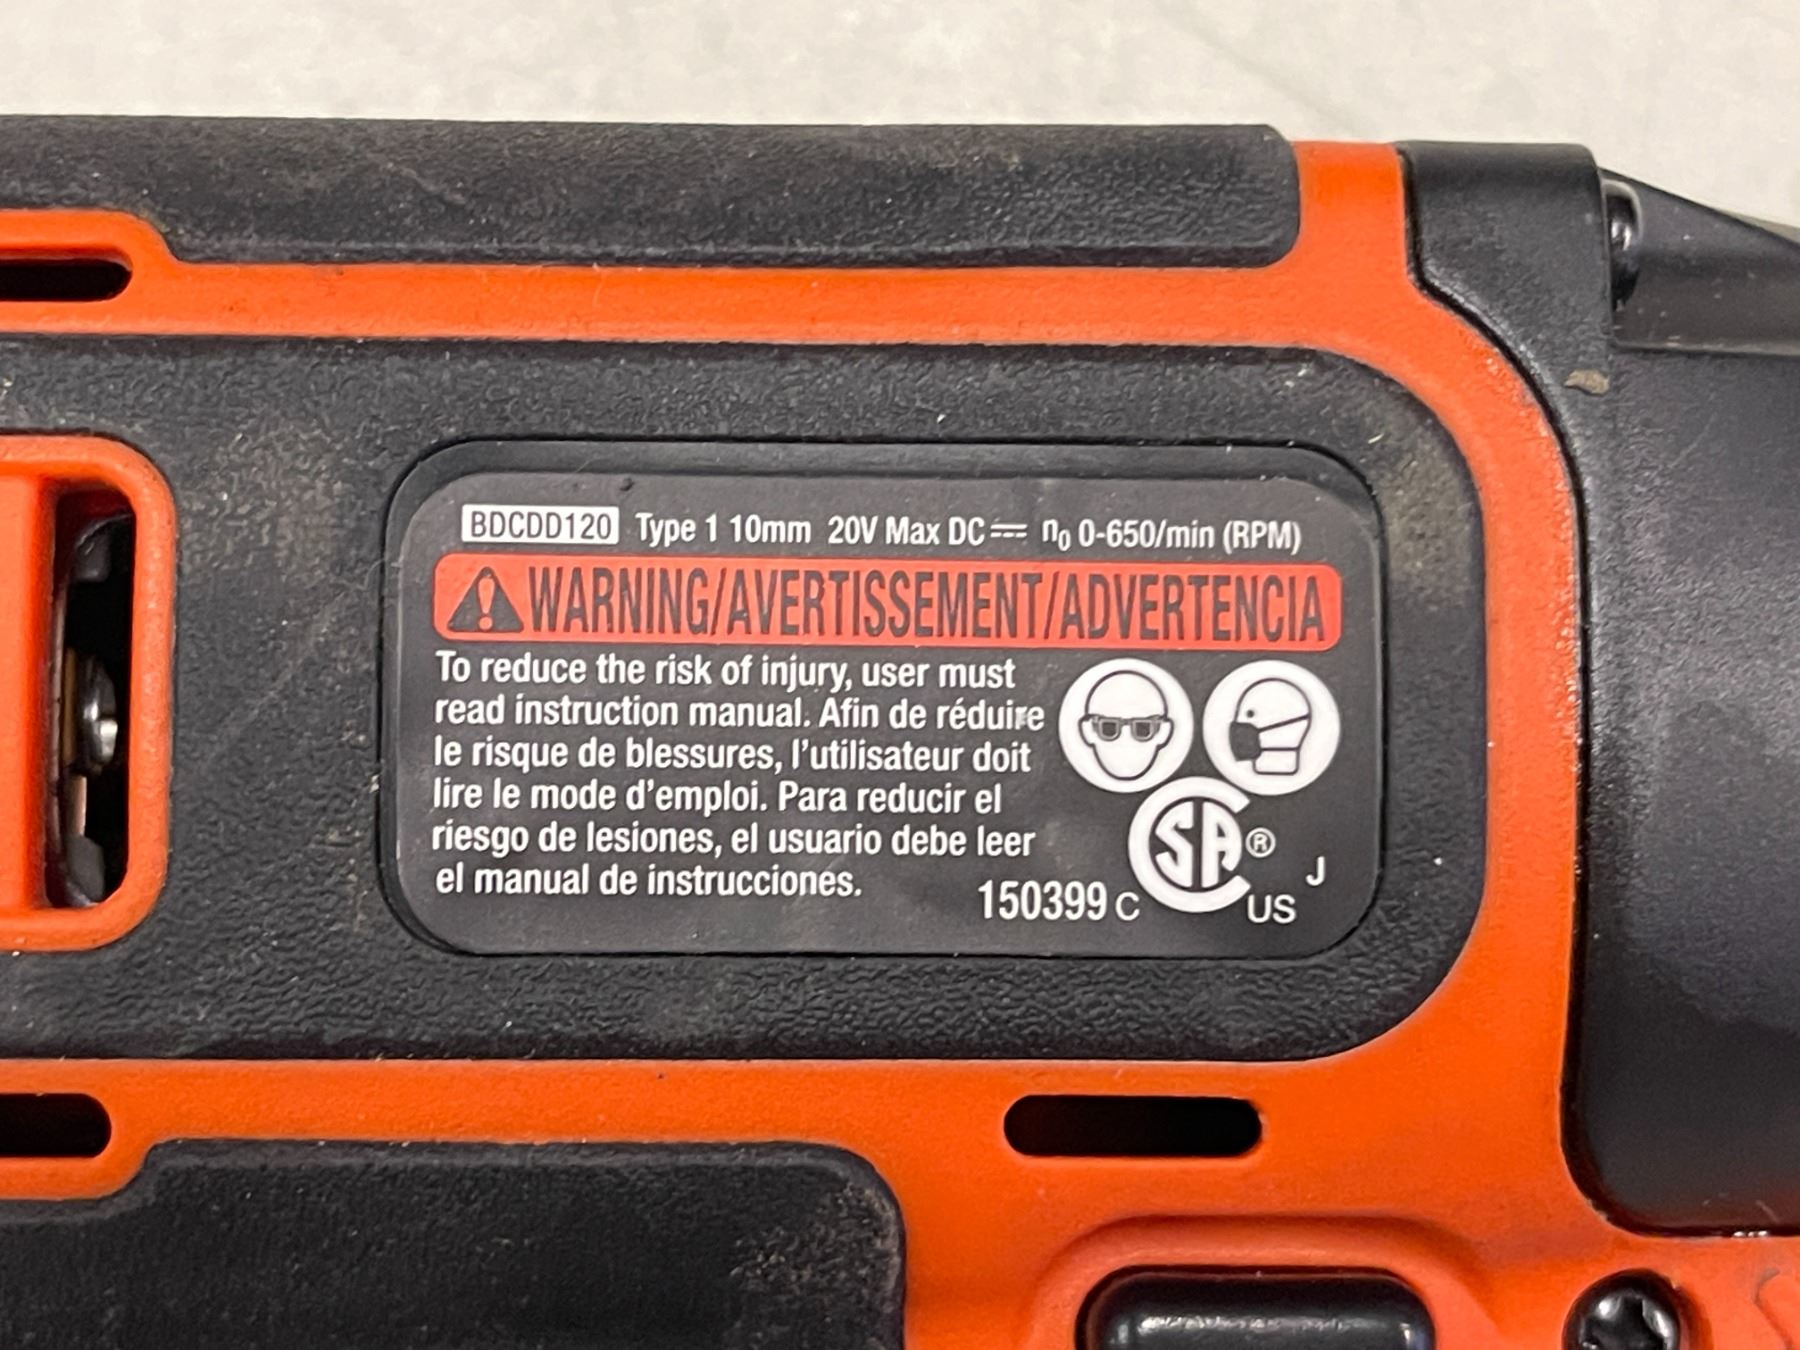 BDCDD120 Type 1 10mm 20V Max DC⎓ n₀ 0-650/min (RPM)
WARNING/AVERTISSEMENT/ADVERTENCIA
To reduce the risk of injury, user must
read instruction manual. Afin de réduire
le risque de blessures, l'utilisateur doit
lire le mode d'emploi. Para reducir el
riesgo de lesiones, el usuario debe leer
el manual de instrucciones.
150399 C SA ® US J